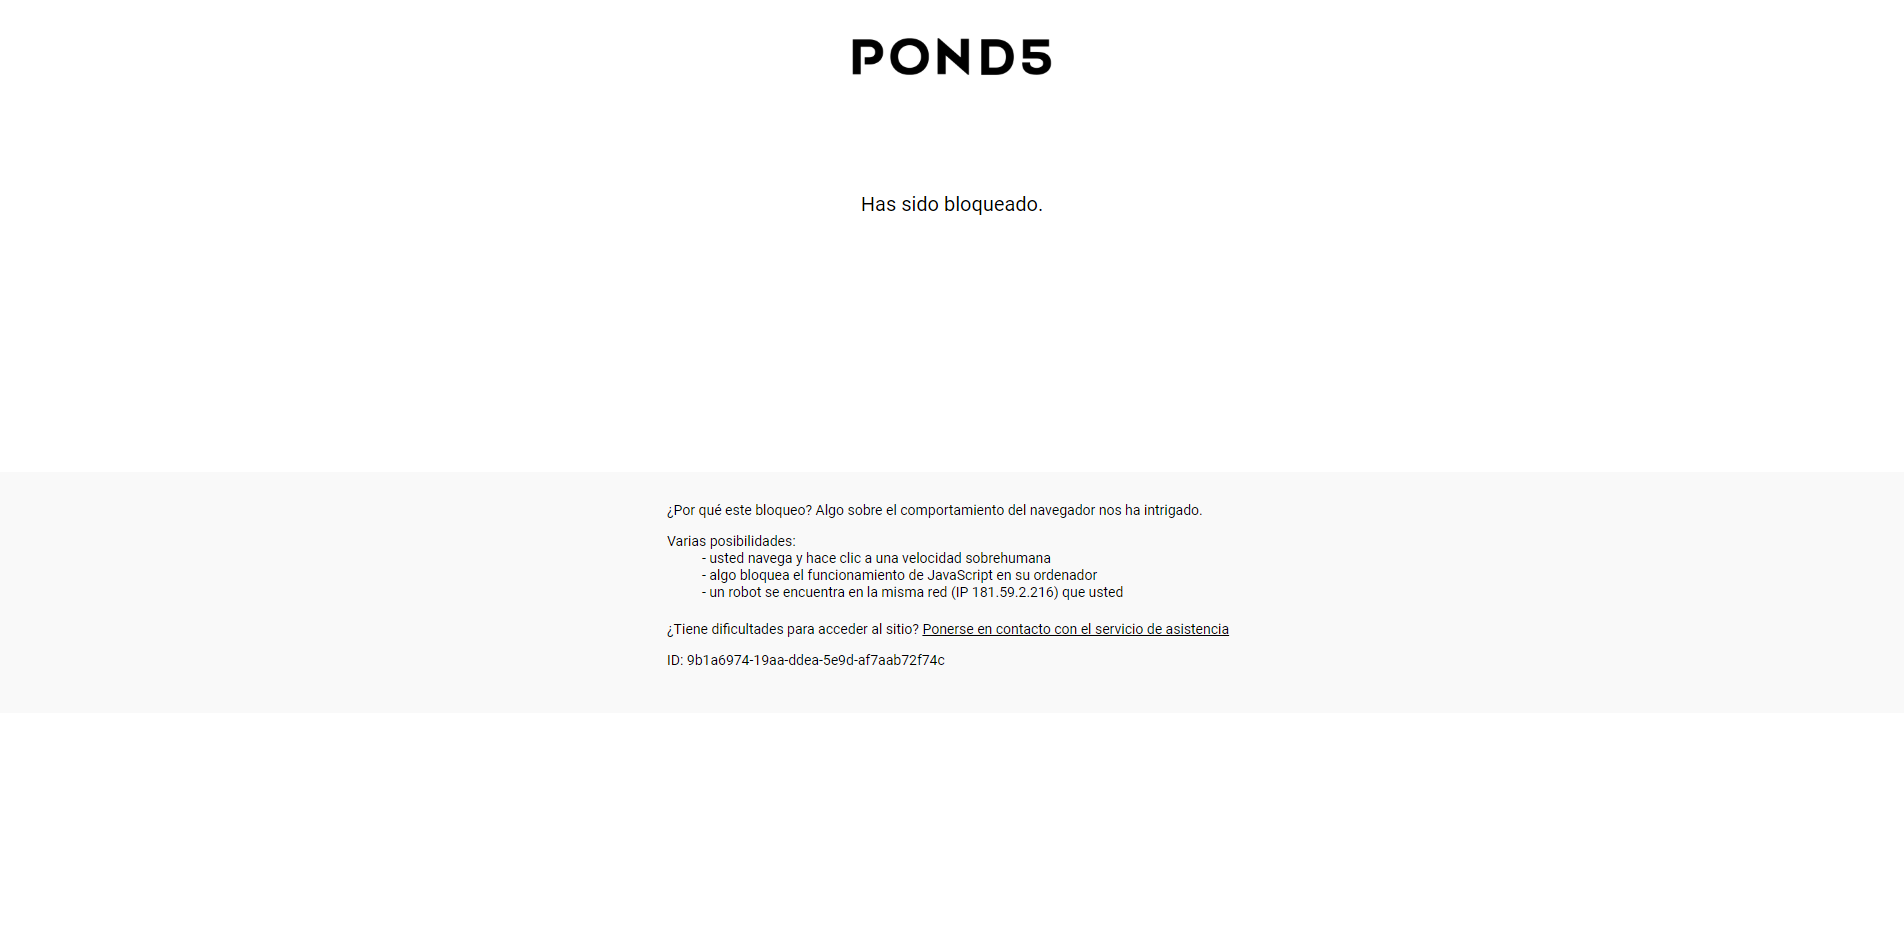 POND5
Has sido bloqueado.
¿Por qué este bloqueo? Algo sobre el comportamiento del navegador nos ha intrigado.
Varias posibilidades:
- usted navega y hace clic a una velocidad sobrehumana
- algo bloquea el funcionamiento de JavaScript en su ordenador
- un robot se encuentra en la misma red (IP 181.59.2.216) que usted
¿Tiene dificultades para acceder al sitio? Ponerse en contacto con el servicio de asistencia
ID: 9b1a6974-19aa-ddea-5e9d-af7aab72f74c